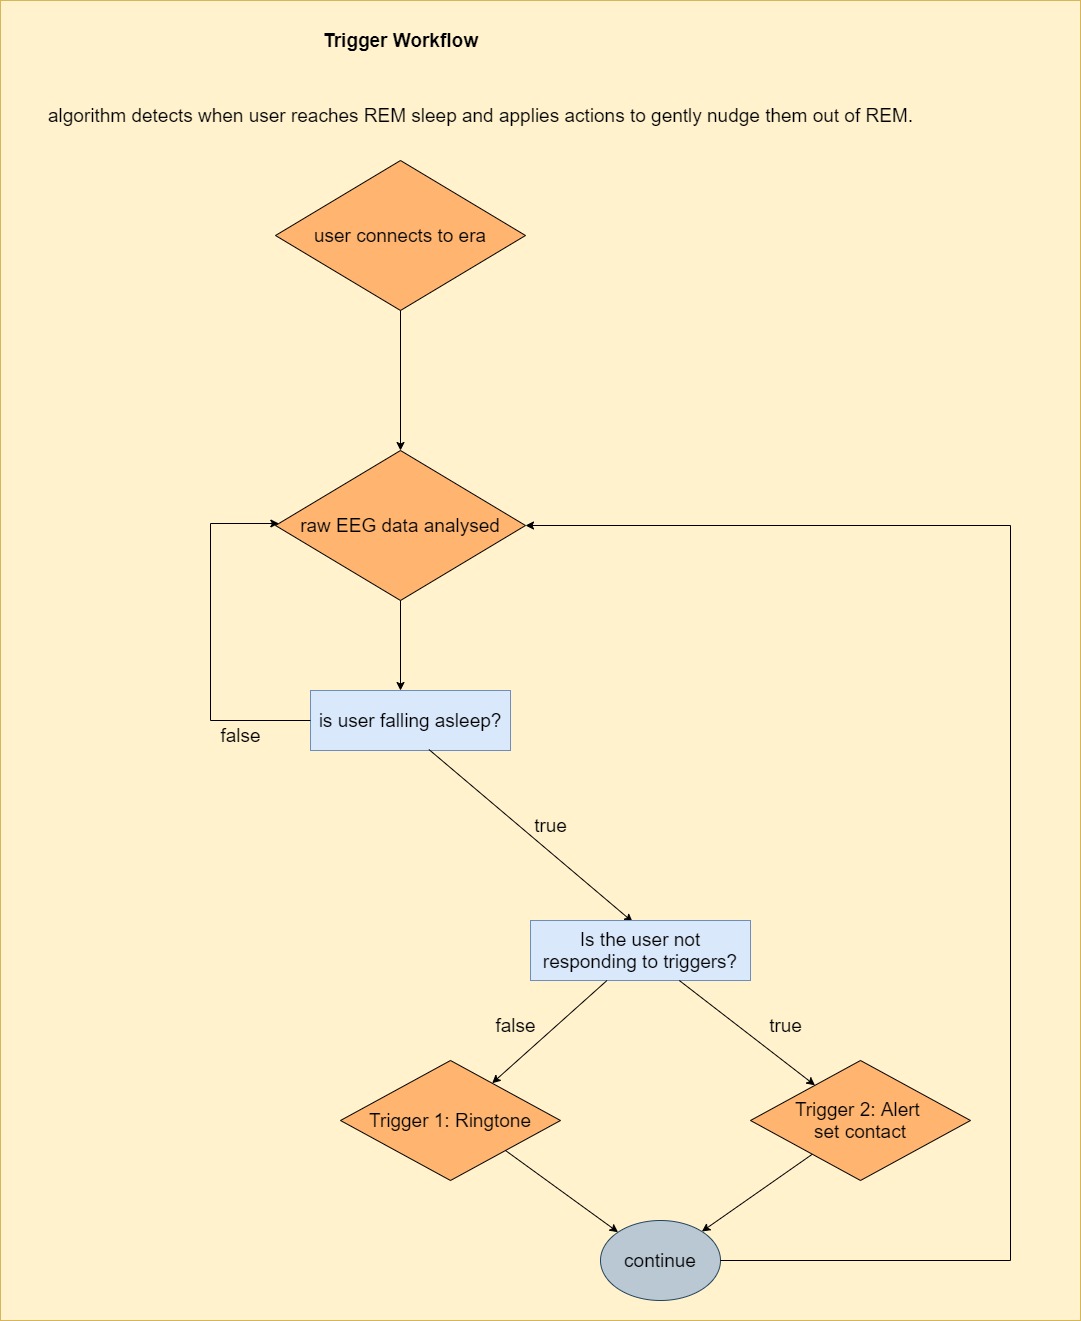 Trigger Workflow
algorithm detects when user reaches REM sleep and applies actions to gently nudge them out of REM.
user connects to era
raw EEG data analysed
is user falling asleep?
false
true
Is the user not
responding to triggers?
false
true
Trigger 1: Ringtone
Trigger 2: Alert
set contact
continue